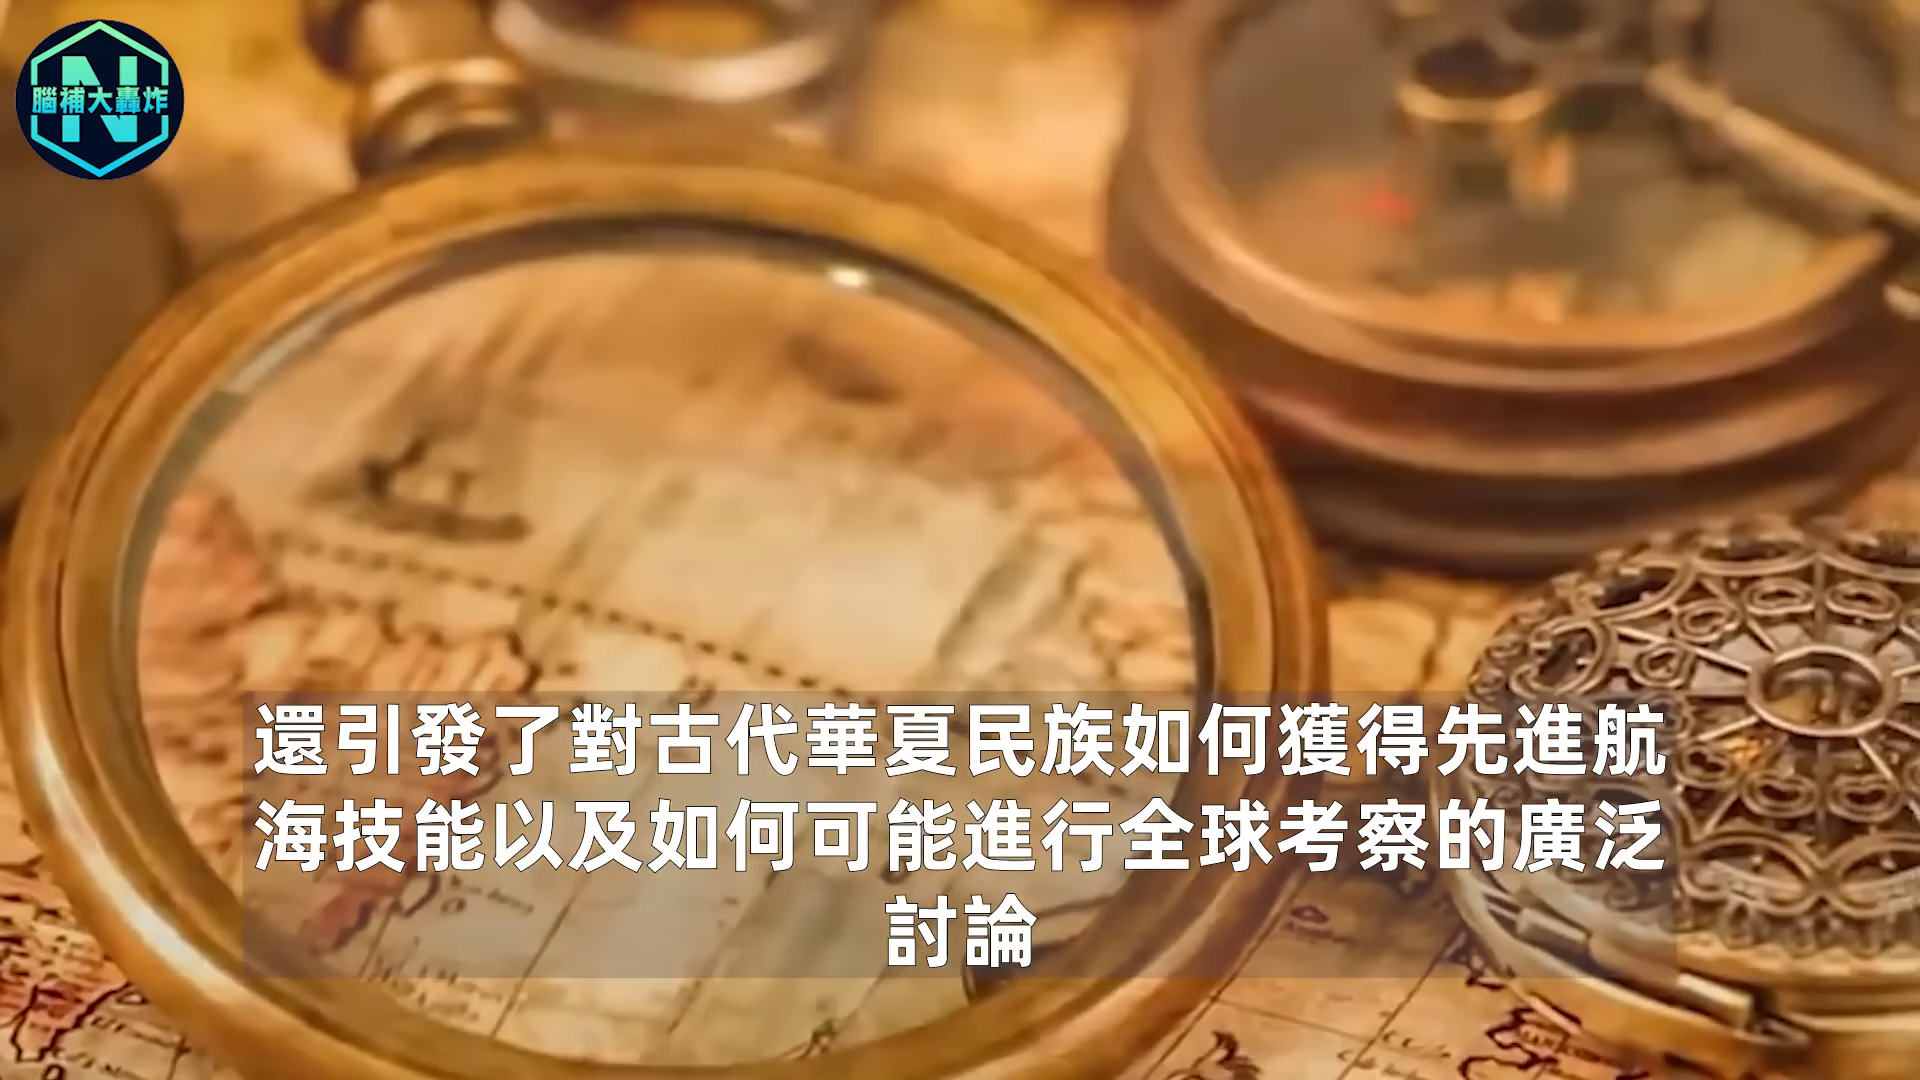 腦補大轟炸
還引發了對古代華夏民族如何獲得先進航
海技能以及如何可能進行全球考察的廣泛
討論